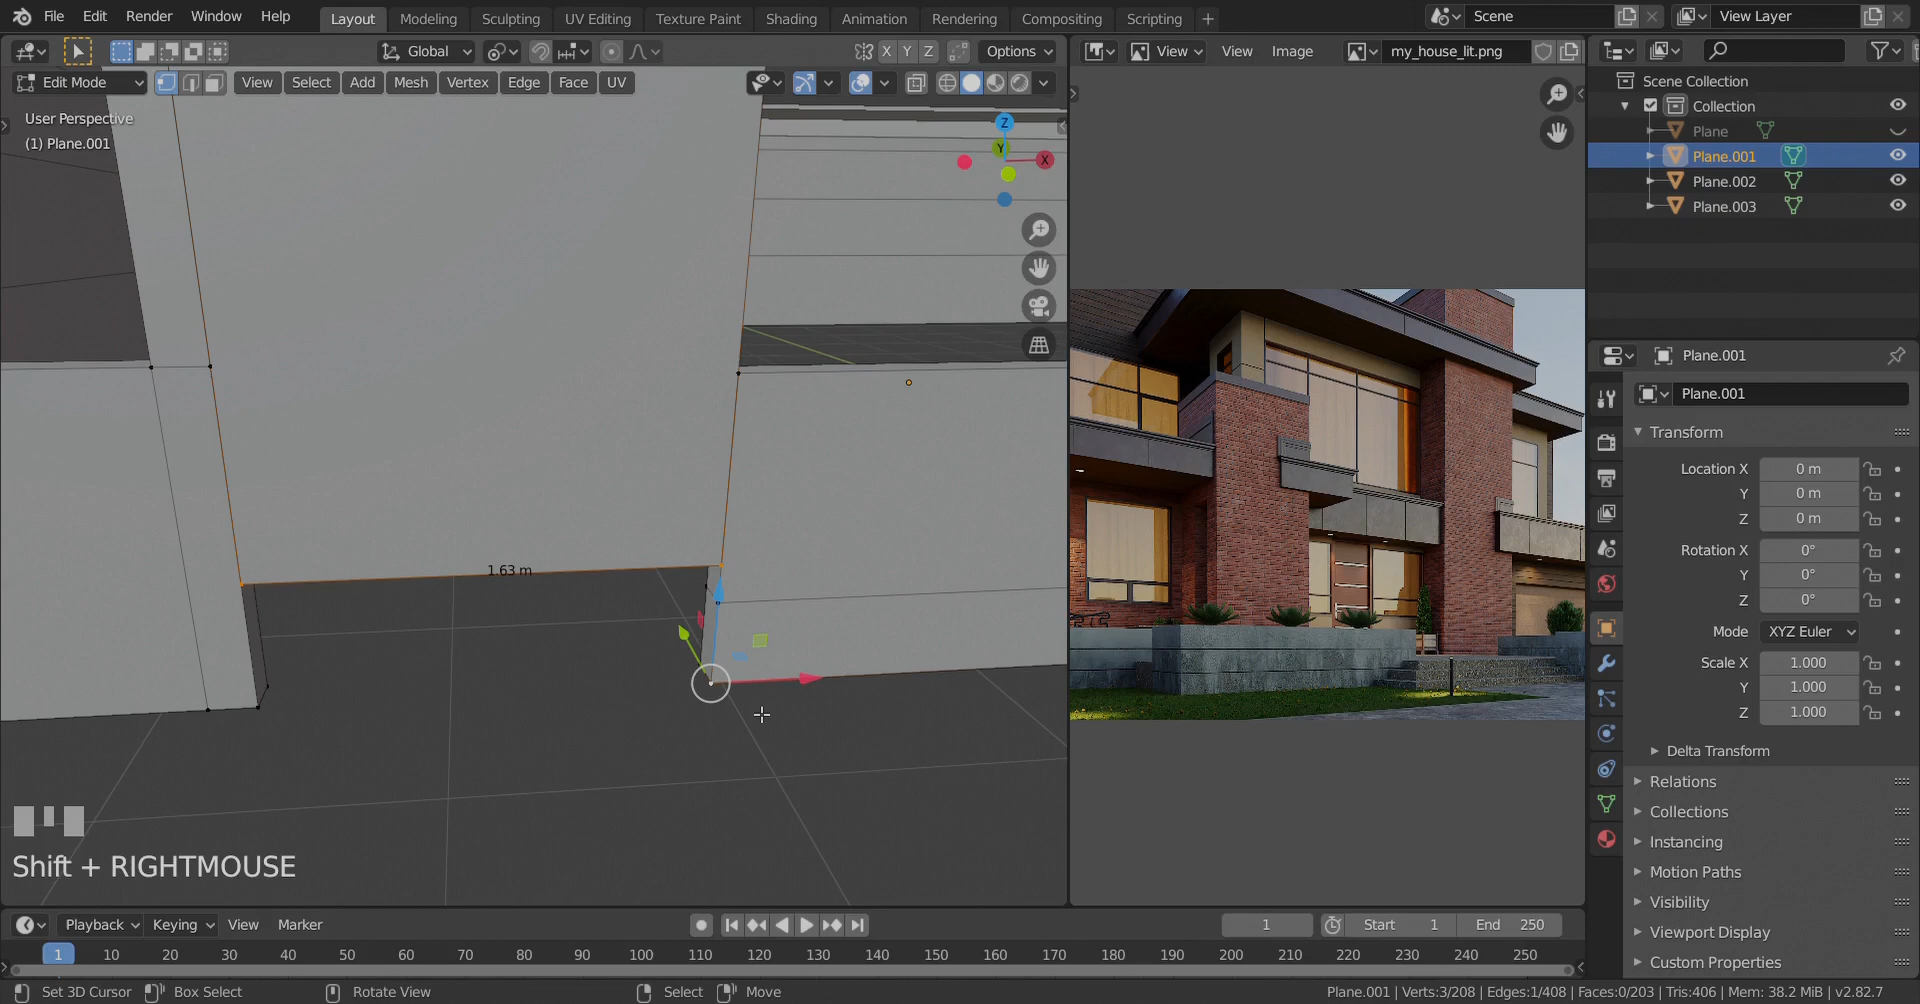 File Edit Render Window Help Layout Modeling Sculpting UV Editing Texture Paint Shading Animation Rendering Compositing Scripting + Scene View Layer
Global X Y Z Options View View Image my_house_lit.png
Edit Mode View Select Add Mesh Vertex Edge Face UV
User Perspective
(1) Plane.001
Z
Y
X
1.63 m
Shift + RIGHTMOUSE
Scene Collection
Collection
Plane
Plane.001
Plane.002
Plane.003
Plane.001
Plane.001
Transform
Location X 0 m
Y 0 m
Z 0 m
Rotation X 0°
Y 0°
Z 0°
Mode XYZ Euler
Scale X 1.000
Y 1.000
Z 1.000
Delta Transform
Relations
Collections
Instancing
Motion Paths
Visibility
Viewport Display
Custom Properties
Playback Keying View Marker 1 Start 1 End 250
1 10 20 30 40 50 60 70 80 90 100 110 120 130 140 150 160 170 180 190 200 210 220 230 240 250
Set 3D Cursor Box Select Rotate View Select Move Plane.001 | Verts:3/208 | Edges:1/408 | Faces:0/203 | Tris:406 | Mem: 38.2 MiB | v2.82.7